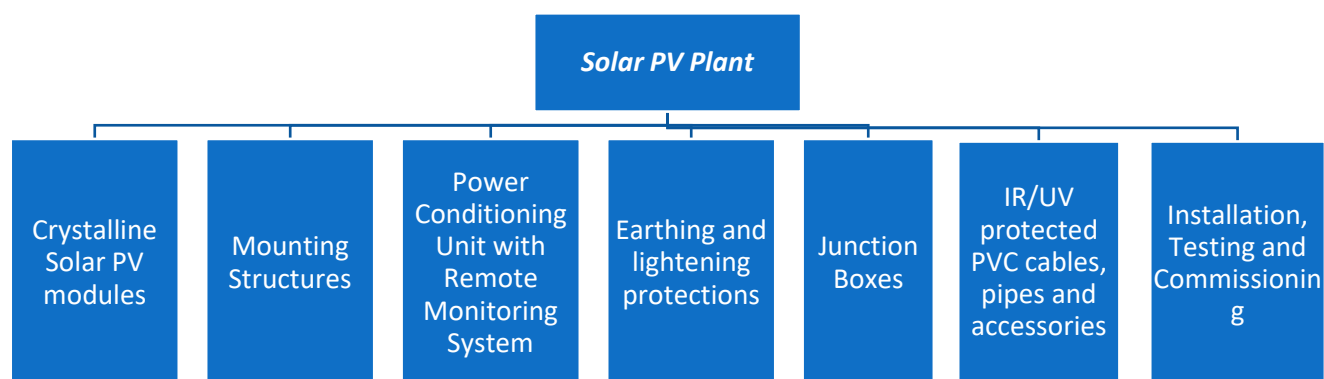 Solar PV Plant
Crystalline
Solar PV
modules
Mounting
Structures
Power
Conditioning
Unit with
Remote
Monitoring
System
Earthing and
lightening
protections
Junction
Boxes
IR/UV
protected
PVC cables,
pipes and
accessories
Installation,
Testing and
Commissionin
g